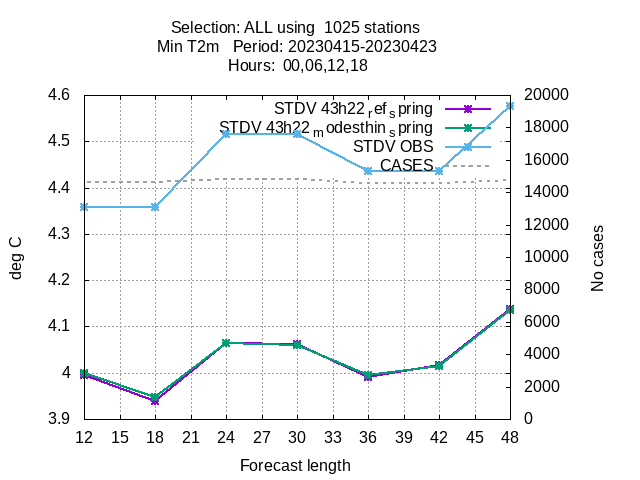 Selection: ALL using  1025 stations
Min T2m   Period: 20230415-20230423
Hours:  00,06,12,18
STDV 43h22_ref_spring
STDV 43h22_modesthin_spring
STDV OBS
CASES
4.6
4.5
4.4
4.3
4.2
4.1
4
3.9
20000
18000
16000
14000
12000
10000
8000
6000
4000
2000
0
deg C
No cases
12 15 18 21 24 27 30 33 36 39 42 45 48
Forecast length